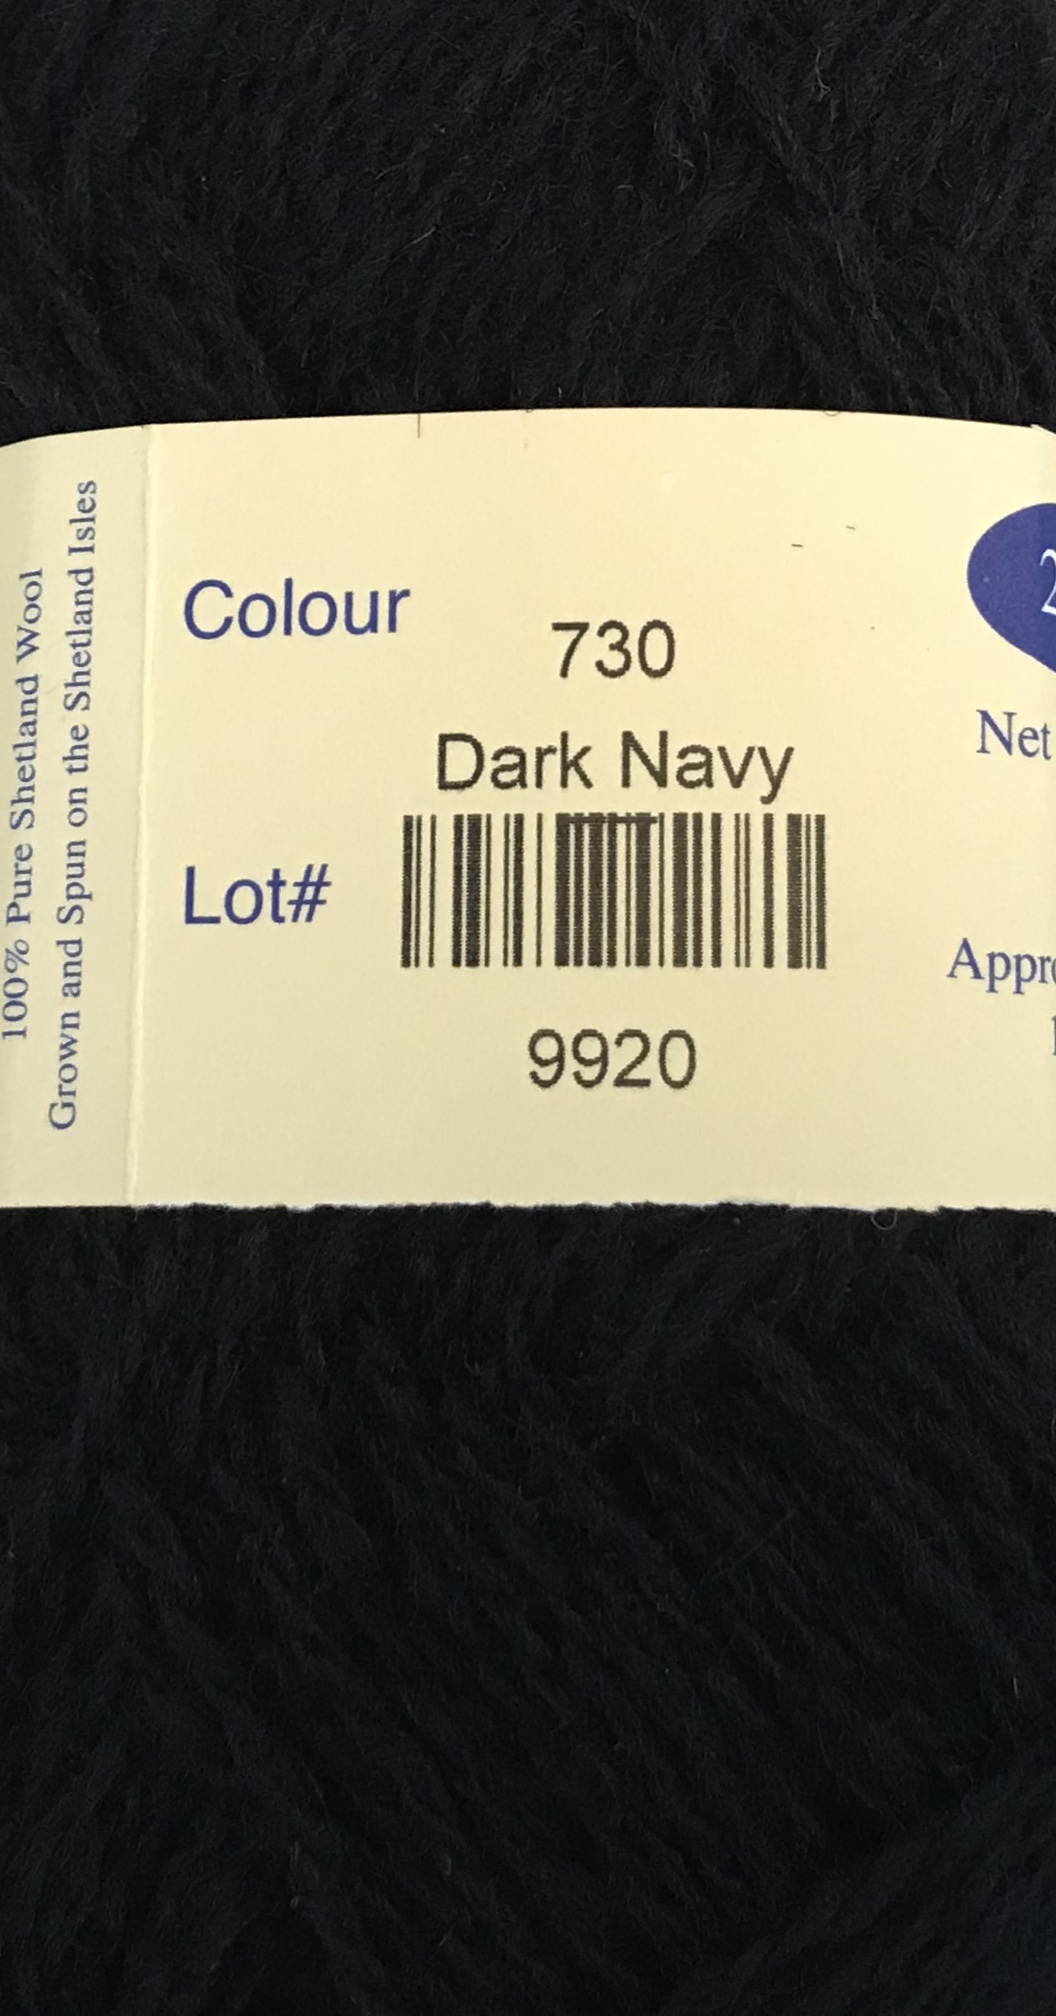 100% Pure Shetland Wool
Grown and Spun on the Shetland Isles
Colour
730
Dark Navy
Lot#
9920
Net